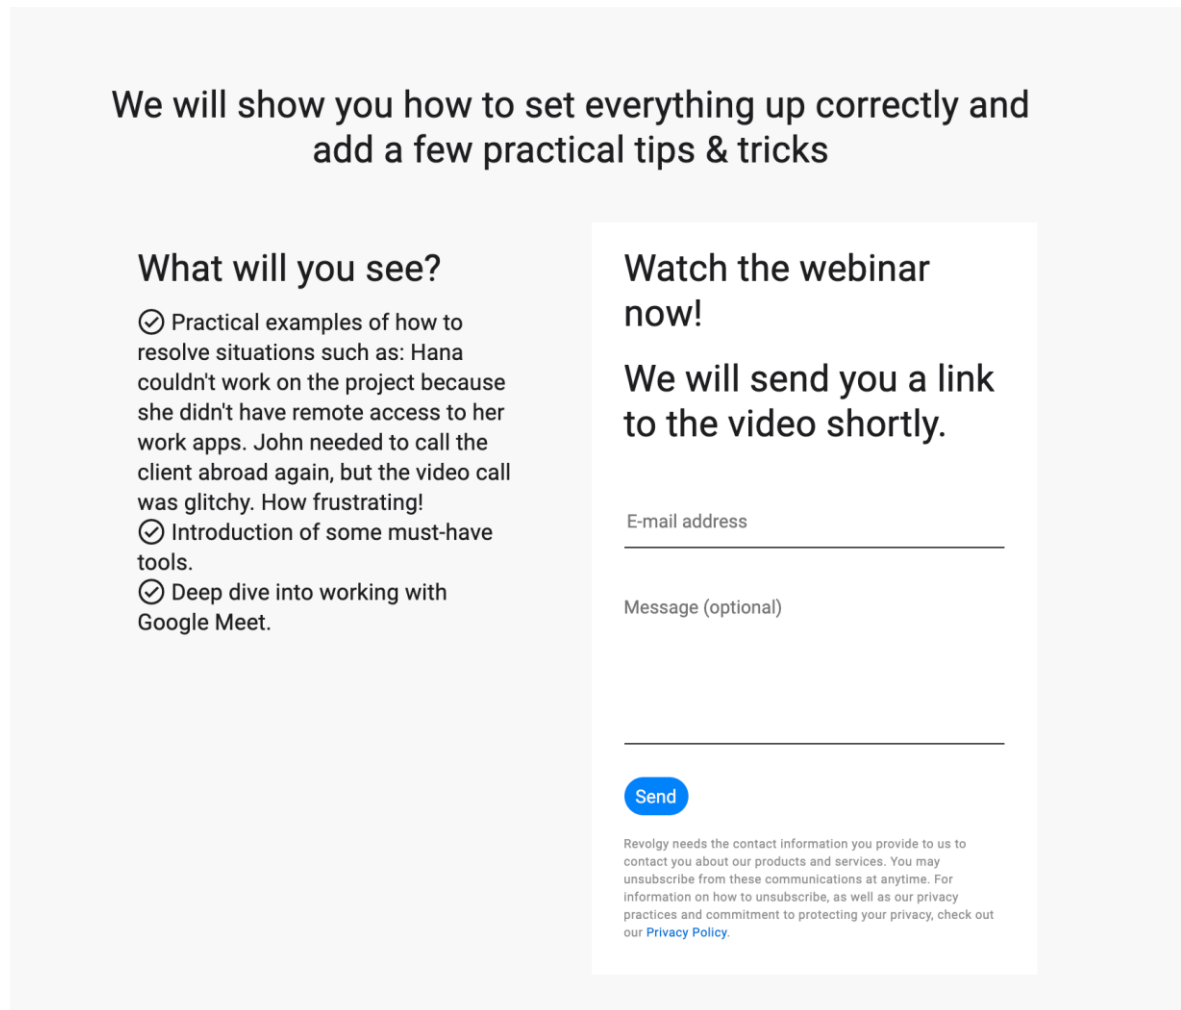 We will show you how to set everything up correctly and
add a few practical tips & tricks
What will you see?
Practical examples of how to
resolve situations such as: Hana
couldn't work on the project because
she didn't have remote access to her
work apps. John needed to call the
client abroad again, but the video call
was glitchy. How frustrating!
Introduction of some must-have
tools.
Deep dive into working with
Google Meet.
Watch the webinar
now!
We will send you a link
to the video shortly.
E-mail address
Message (optional)
Send
Revolgy needs the contact information you provide to us to
contact you about our products and services. You may
unsubscribe from these communications at anytime. For
information on how to unsubscribe, as well as our privacy
practices and commitment to protecting your privacy, check out
our Privacy Policy.